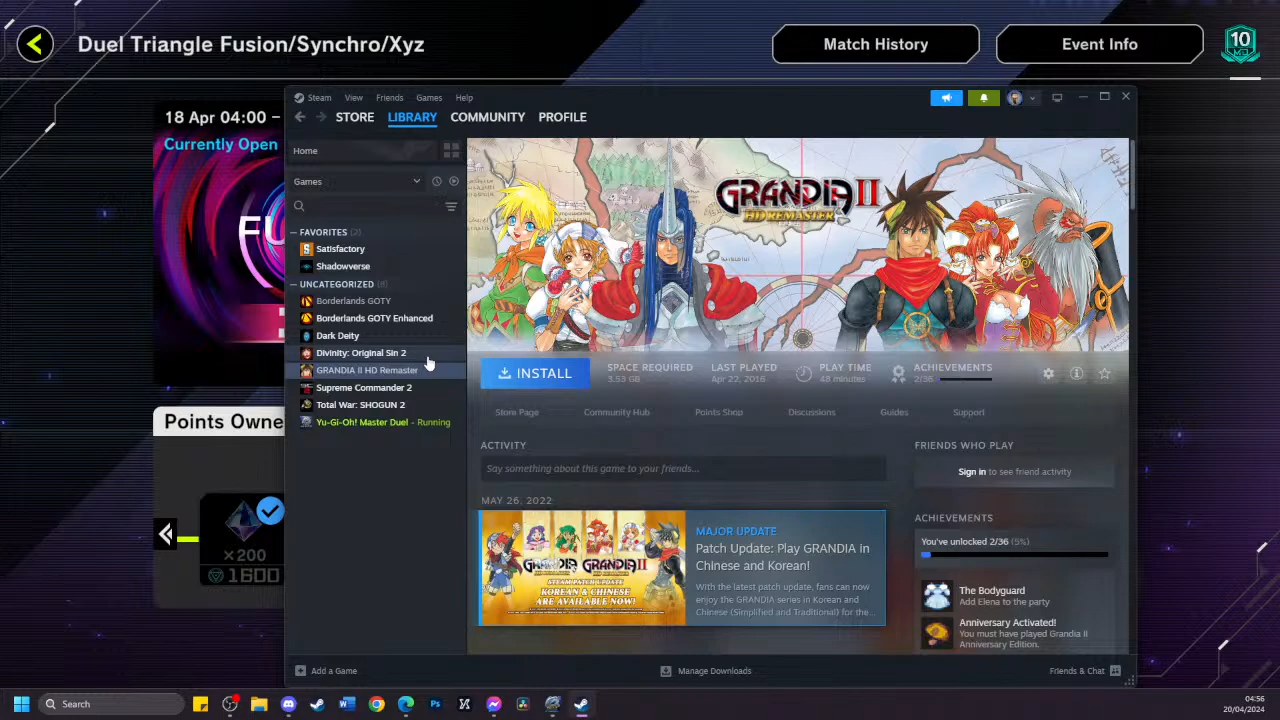 Duel Triangle Fusion/Synchro/Xyz
Match History
Event Info
10
18 Apr 04:00 –
Currently Open
Points Owne
×200
1600
Steam View Friends Games Help
STORE LIBRARY COMMUNITY PROFILE
Home
Games
FAVORITES (2)
Satisfactory
Shadowverse
UNCATEGORIZED (8)
Borderlands GOTY
Borderlands GOTY Enhanced
Dark Deity
Divinity: Original Sin 2
GRANDIA II HD Remaster
Supreme Commander 2
Total War: SHOGUN 2
Yu-Gi-Oh! Master Duel - Running
GRANDIA II
HD REMASTER
INSTALL
SPACE REQUIRED
3.53 GB
LAST PLAYED
Apr 22, 2016
PLAY TIME
48 minutes
ACHIEVEMENTS
2/36
Store Page Community Hub Points Shop Discussions Guides Support
ACTIVITY
Say something about this game to your friends...
MAY 26, 2022
GRANDIA GRANDIA II
STEAM PATCH UPDATE
KOREAN & CHINESE
ARE AVAILABLE NOW!
MAJOR UPDATE
Patch Update: Play GRANDIA in
Chinese and Korean!
With the latest patch update, fans can now
enjoy the GRANDIA series in Korean and
Chinese (Simplified and Traditional) for the...
FRIENDS WHO PLAY
Sign in to see friend activity
ACHIEVEMENTS
You've unlocked 2/36 (5%)
The Bodyguard
Add Elena to the party
Anniversary Activated!
You must have played Grandia II
Anniversary Edition.
Add a Game
Manage Downloads
Friends & Chat
Search
04:56
20/04/2024